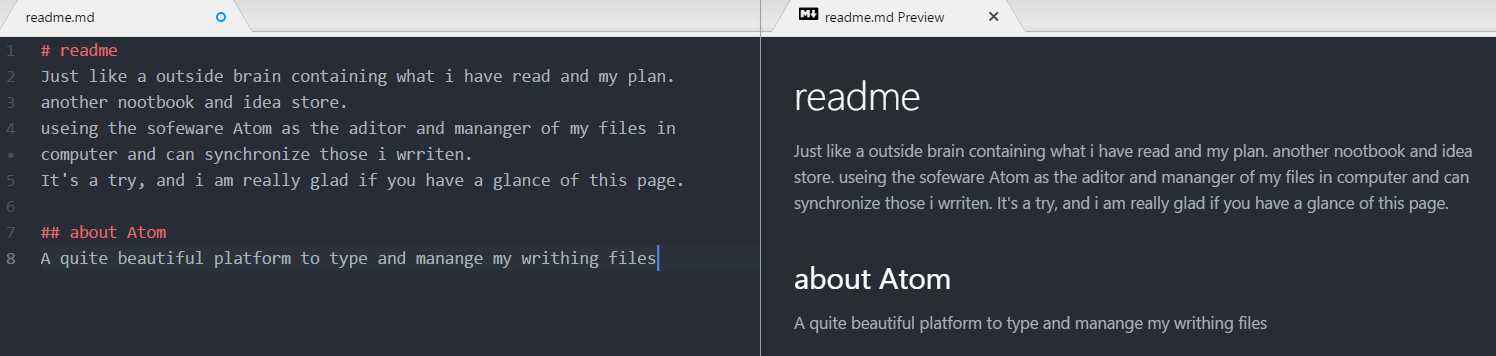 readme.md
1 # readme
2 Just like a outside brain containing what i have read and my plan.
3 another nootbook and idea store.
4 useing the sofeware Atom as the aditor and mananger of my files in
• computer and can synchronize those i wrriten.
5 It's a try, and i am really glad if you have a glance of this page.
6
7 ## about Atom
8 A quite beautiful platform to type and manange my writhing files
readme.md Preview
readme
Just like a outside brain containing what i have read and my plan. another nootbook and idea
store. useing the sofeware Atom as the aditor and mananger of my files in computer and can
synchronize those i wrriten. It's a try, and i am really glad if you have a glance of this page.
about Atom
A quite beautiful platform to type and manange my writhing files